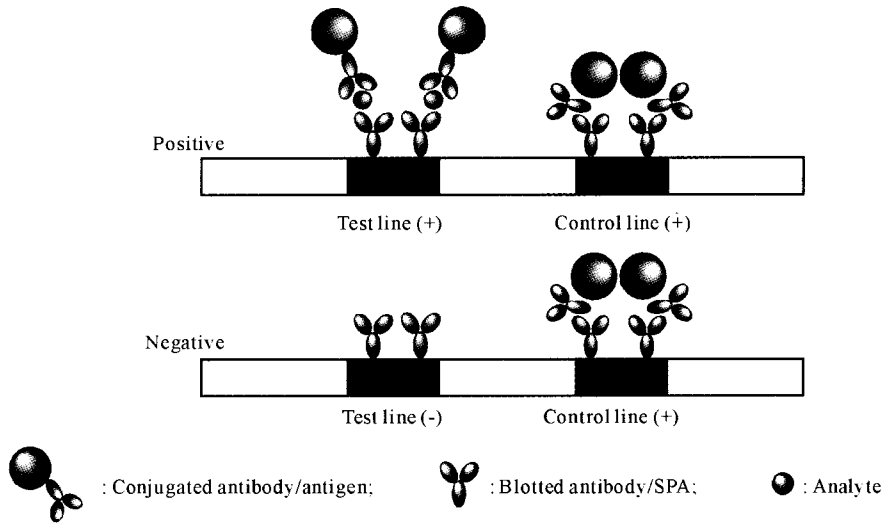 Positive
Test line (+) Control line (+)
Negative
Test line (-) Control line (+)
: Conjugated antibody/antigen; : Blotted antibody/SPA; : Analyte